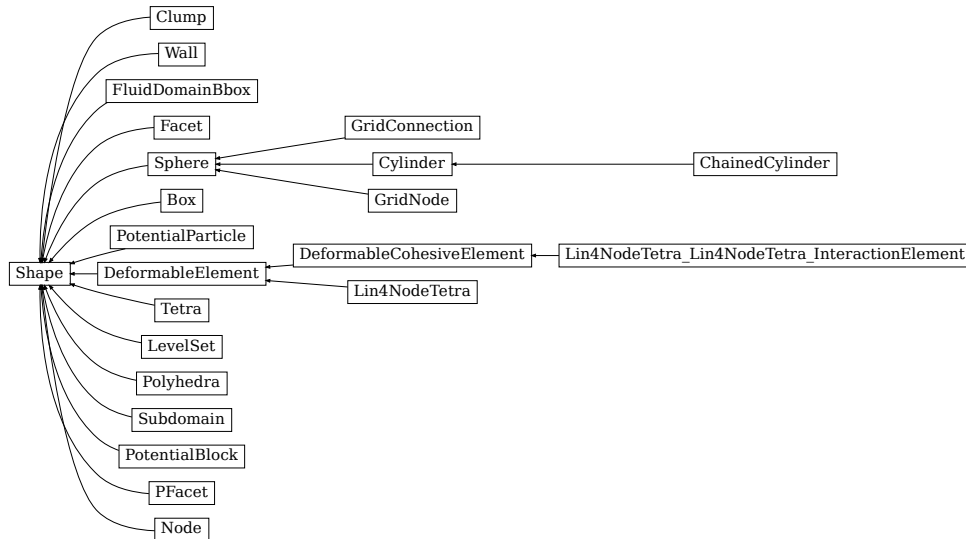 Clump
Wall
FluidDomainBbox
Facet
GridConnection
Sphere
Cylinder
ChainedCylinder
Box
GridNode
PotentialParticle
DeformableCohesiveElement
Lin4NodeTetra_Lin4NodeTetra_InteractionElement
Shape
DeformableElement
Lin4NodeTetra
Tetra
LevelSet
Polyhedra
Subdomain
PotentialBlock
PFacet
Node